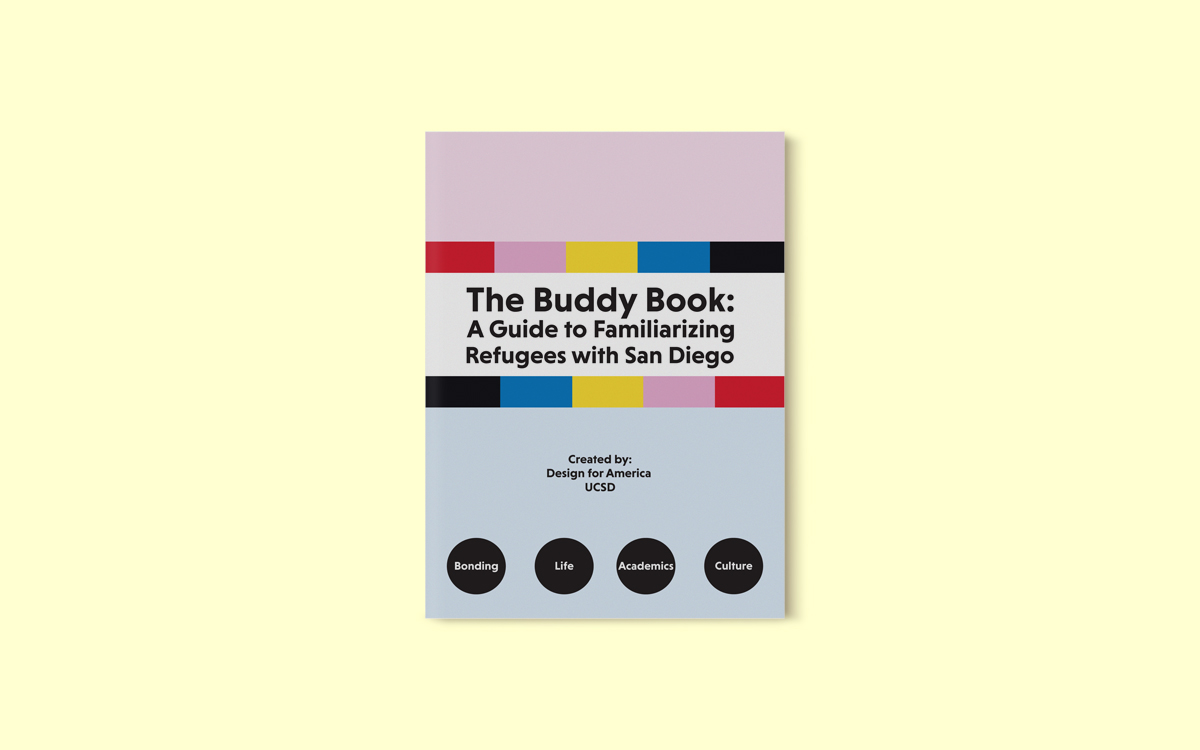 The Buddy Book:
A Guide to Familiarizing
Refugees with San Diego
Created by:
Design for America
UCSD
Bonding
Life
Academics
Culture